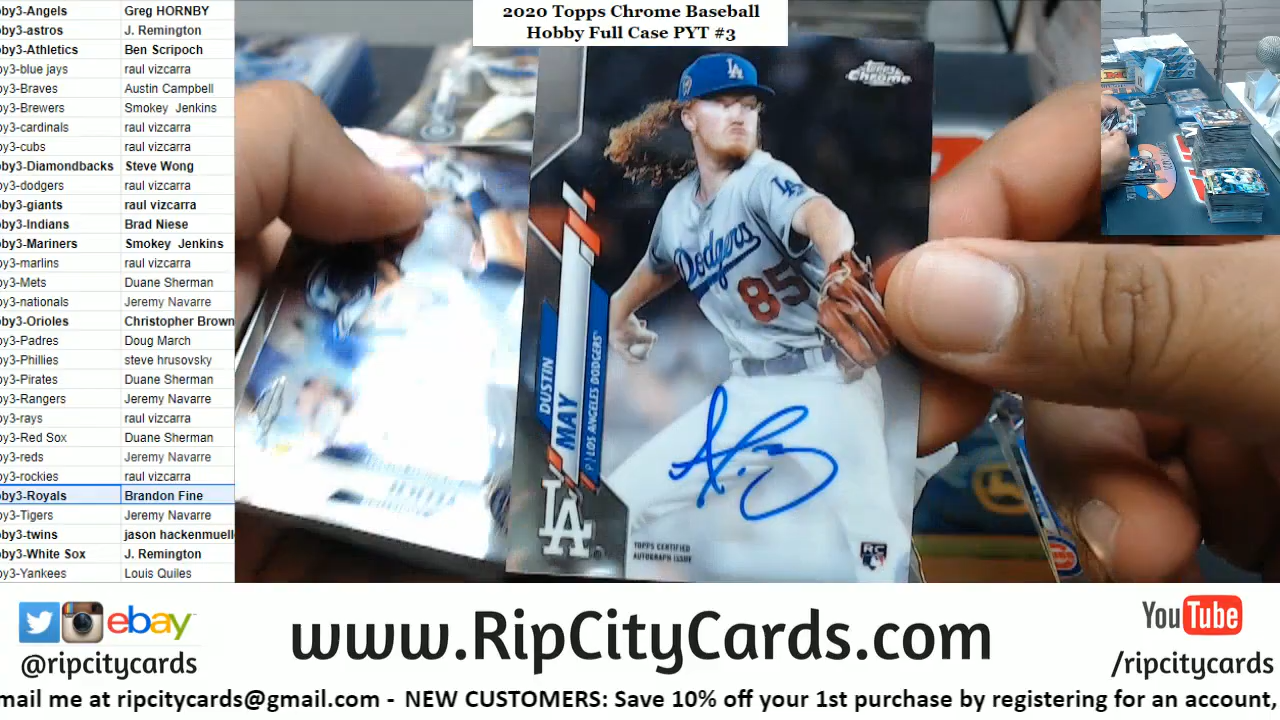 2020 Topps Chrome Baseball
Hobby Full Case PYT #3
by3-Angels Greg HORNBY
by3-astros J. Remington
by3-Athletics Ben Scripoch
by3-blue jays raul vizcarra
by3-Braves Austin Campbell
by3-Brewers Smokey Jenkins
by3-cardinals raul vizcarra
by3-cubs raul vizcarra
by3-Diamondbacks Steve Wong
by3-dodgers raul vizcarra
by3-giants raul vizcarra
by3-Indians Brad Niese
by3-Mariners Smokey Jenkins
by3-marlins raul vizcarra
by3-Mets Duane Sherman
by3-nationals Jeremy Navarre
by3-Orioles Christopher Brown
by3-Padres Doug March
by3-Phillies steve hrusovsky
by3-Pirates Duane Sherman
by3-Rangers Jeremy Navarre
by3-rays raul vizcarra
by3-Red Sox Duane Sherman
by3-reds Jeremy Navarre
by3-rockies raul vizcarra
by3-Royals Brandon Fine
by3-Tigers Jeremy Navarre
by3-twins jason hackenmuell
by3-White Sox J. Remington
by3-Yankees Louis Quiles
Topps
Chrome
LA
LA
Dodgers
85
DUSTIN
MAY
P | LOS ANGELES DODGERS
LA
TOPPS CERTIFIED
AUTOGRAPH ISSUE
RC
ebay
@ripcitycards
www.RipCityCards.com
YouTube
/ripcitycards
mail me at ripcitycards@gmail.com - NEW CUSTOMERS: Save 10% off your 1st purchase by registering for an account,